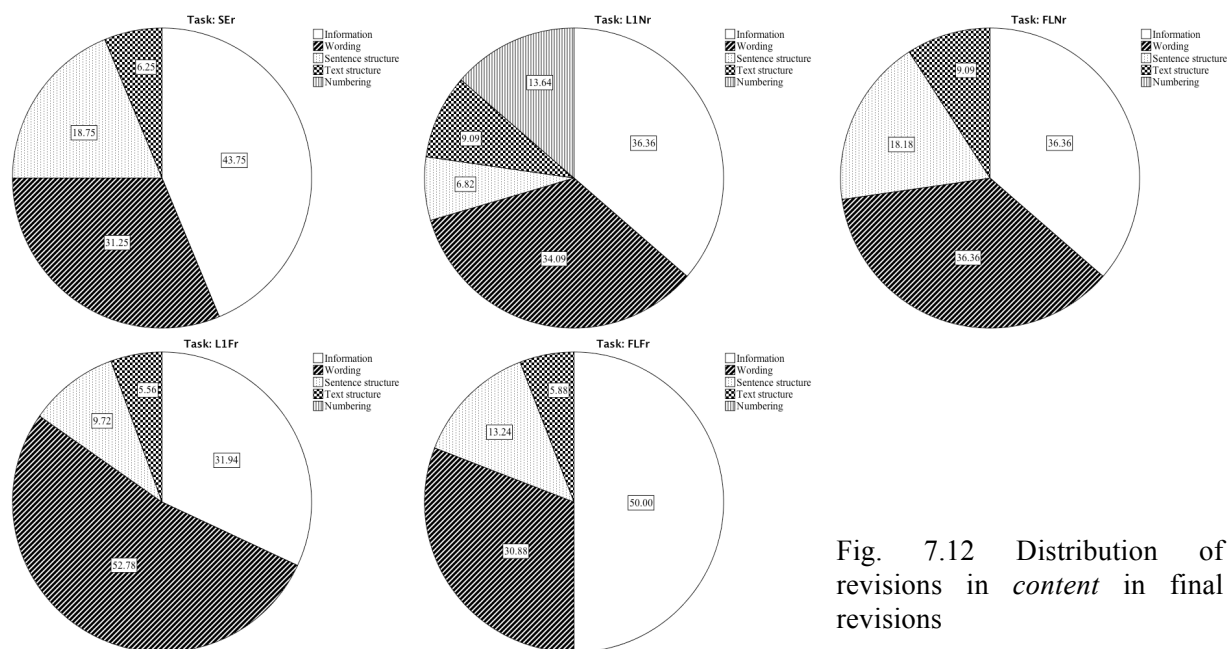 Task: SEr
Information
Wording
Sentence structure
Text structure
Numbering
6.25
18.75
43.75
31.25
Task: L1Nr
Information
Wording
Sentence structure
Text structure
Numbering
13.64
9.09
36.36
6.82
34.09
Task: FLNr
Information
Wording
Sentence structure
Text structure
Numbering
9.09
18.18
36.36
36.36
Task: L1Fr
Information
Wording
Sentence structure
Text structure
Numbering
5.56
9.72
31.94
52.78
Task: FLFr
Information
Wording
Sentence structure
Text structure
Numbering
5.88
13.24
50.00
30.88
Fig. 7.12 Distribution of
revisions in content in final
revisions